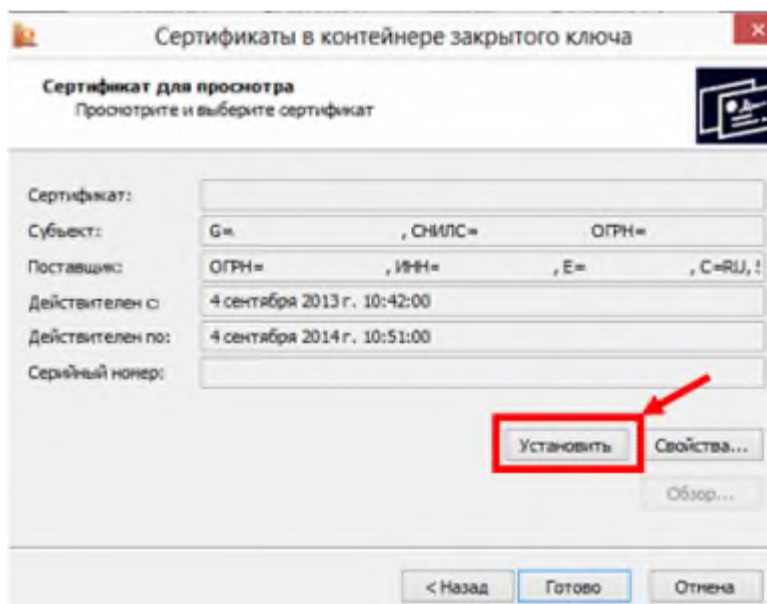 Сертификаты в контейнере закрытого ключа
Сертификат для просмотра
Просмотрите и выберите сертификат
Сертификат:
Субъект: G= , СНИЛС= ОГРН=
Поставщик: ОГРН= , ИНН= , E= , C=RU,
Действителен с: 4 сентября 2013 г. 10:42:00
Действителен по: 4 сентября 2014 г. 10:51:00
Серийный номер:
Установить Свойства...
Обзор...
< Назад Готово Отмена